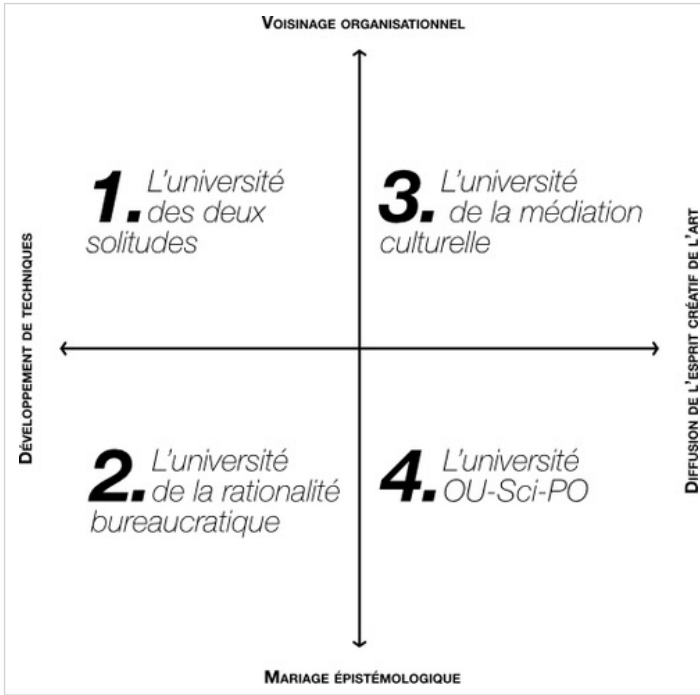 VOISINAGE ORGANISATIONNEL
1. L'université
des deux
solitudes
3. L'université
de la médiation
culturelle
DÉVELOPPEMENT DE TECHNIQUES
DIFFUSION DE L'ESPRIT CRÉATIF DE L'ART
2. L'université
de la rationalité
bureaucratique
4. L'université
OU-Sci-PO
MARIAGE ÉPISTÉMOLOGIQUE